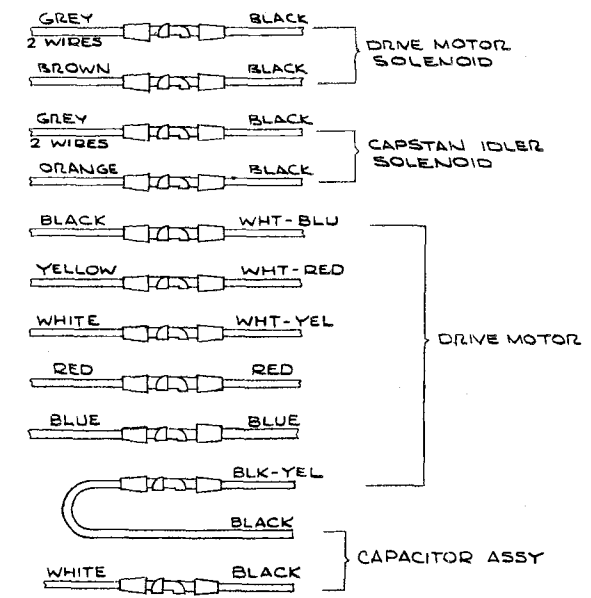 GREY BLACK
2 WIRES
DRIVE MOTOR
SOLENOID
BROWN BLACK
GREY BLACK
2 WIRES
CAPSTAN IDLER
SOLENOID
ORANGE BLACK
BLACK WHT-BLU
YELLOW WHT-RED
WHITE WHT-YEL
DRIVE MOTOR
RED RED
BLUE BLUE
BLK-YEL
BLACK
CAPACITOR ASSY
WHITE BLACK